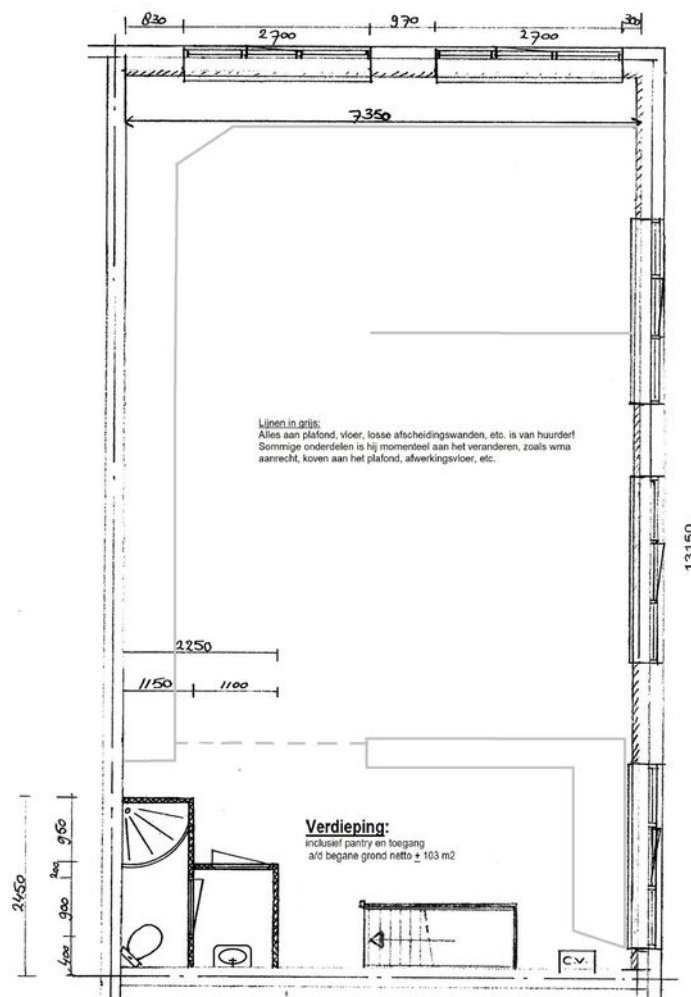 830 970 300
2700 2700
7350
Lijnen in grijs:
Alles aan plafond, vloer, losse afscheidingswanden, etc. is van huurder!
Sommige onderdelen is hij momenteel aan het veranderen, zoals wma
aanrecht, koven aan het plafond, afwerkingsvloer, etc.
13150
2250
1150 1100
Verdieping:
inclusief pantry en toegang
a/d begane grond netto ± 103 m2
950
200
900
400
2450
C.V.